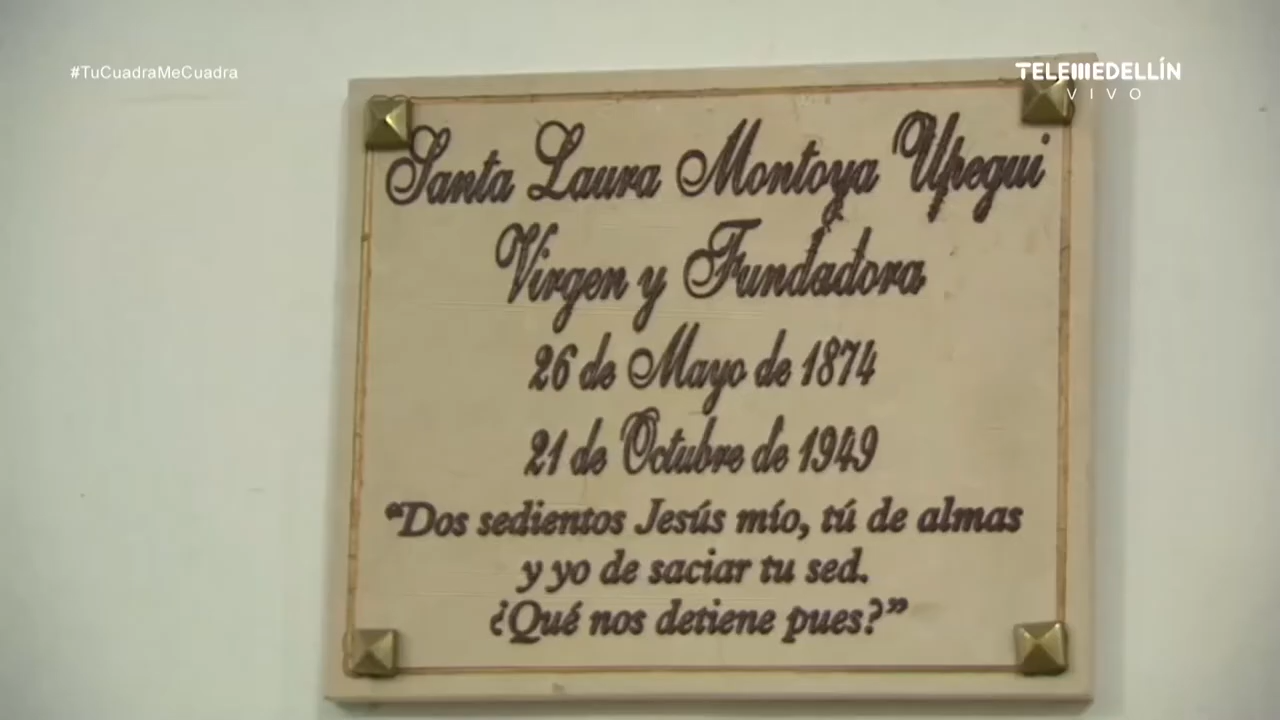 #TuCuadraMeCuadra
TELEMEDELLÍN
VIVO
Santa Laura Montoya Upegui
Virgen y Fundadora
26 de Mayo de 1874
21 de Octubre de 1949
“Dos sedientos Jesús mío, tú de almas
y yo de saciar tu sed.
¿Qué nos detiene pues?”